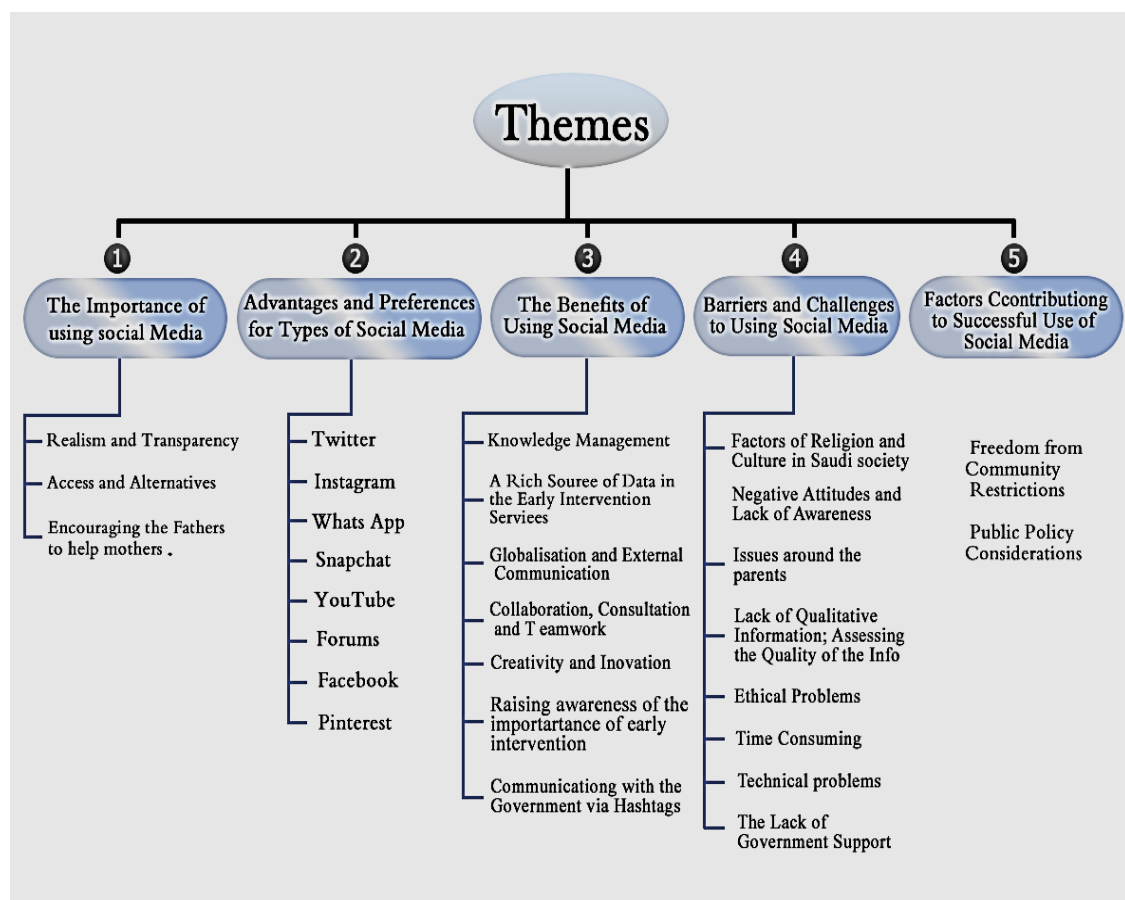 Themes
1
The Importance of
using social Media
Realism and Transparency
Access and Alternatives
Encouraging the Fathers
to help mothers .
2
Advantages and Preferences
for Types of Social Media
Twitter
Instagram
Whats App
Snapchat
YouTube
Forums
Facebook
Pinterest
3
The Benefits of
Using Social Media
Knowledge Management
A Rich Souree of Data in
the Early Intervention
Serviees
Globalisation and External
Communication
Collaboration, Consultation
and T eamwork
Creativity and Inovation
Raising awareness of the
importartance of early
intervention
Communicationg with the
Government via Hashtags
4
Barriers and Challenges
to Using Social Media
Factors of Religion and
Culture in Saudi society
Negative Attitudes and
Lack of Awareness
Issues around the
parents
Lack of Qualitative
Information; Assessing
the Quality of the Info
Ethical Problems
Time Consuming
Technical problems
The Lack of
Government Support
5
Factors Ccontributiong
to Successful Use of
Social Media
Freedom from
Community
Restrictions
Public Policy
Considerations